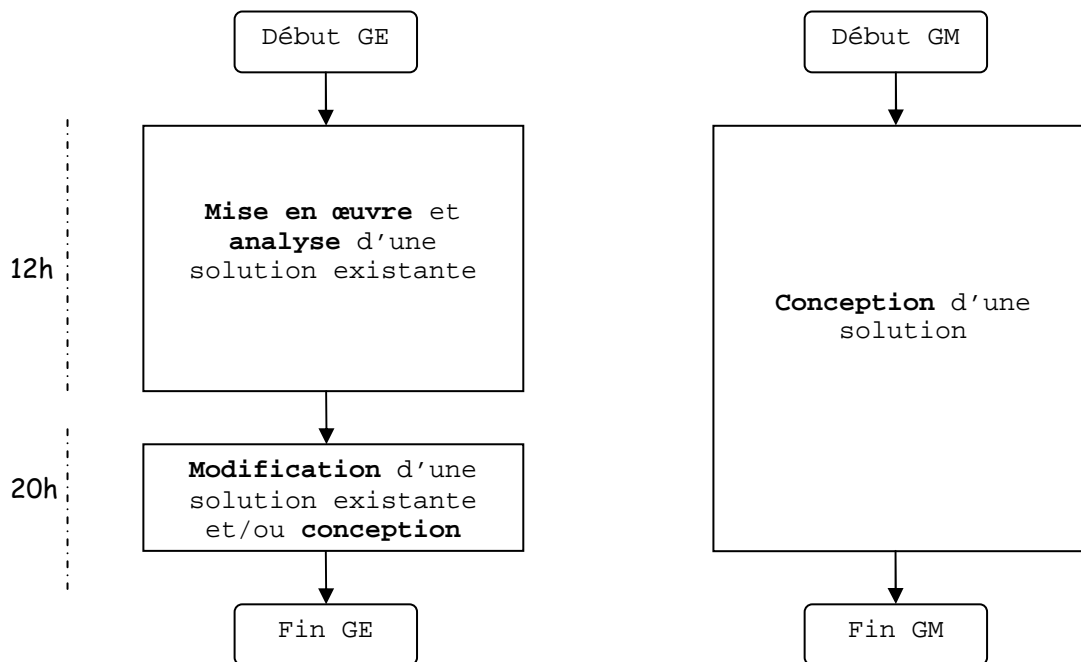 Début GE
Début GM
12h
Mise en œuvre et
analyse d'une
solution existante
Conception d'une
solution
20h
Modification d'une
solution existante
et/ou conception
Fin GE
Fin GM